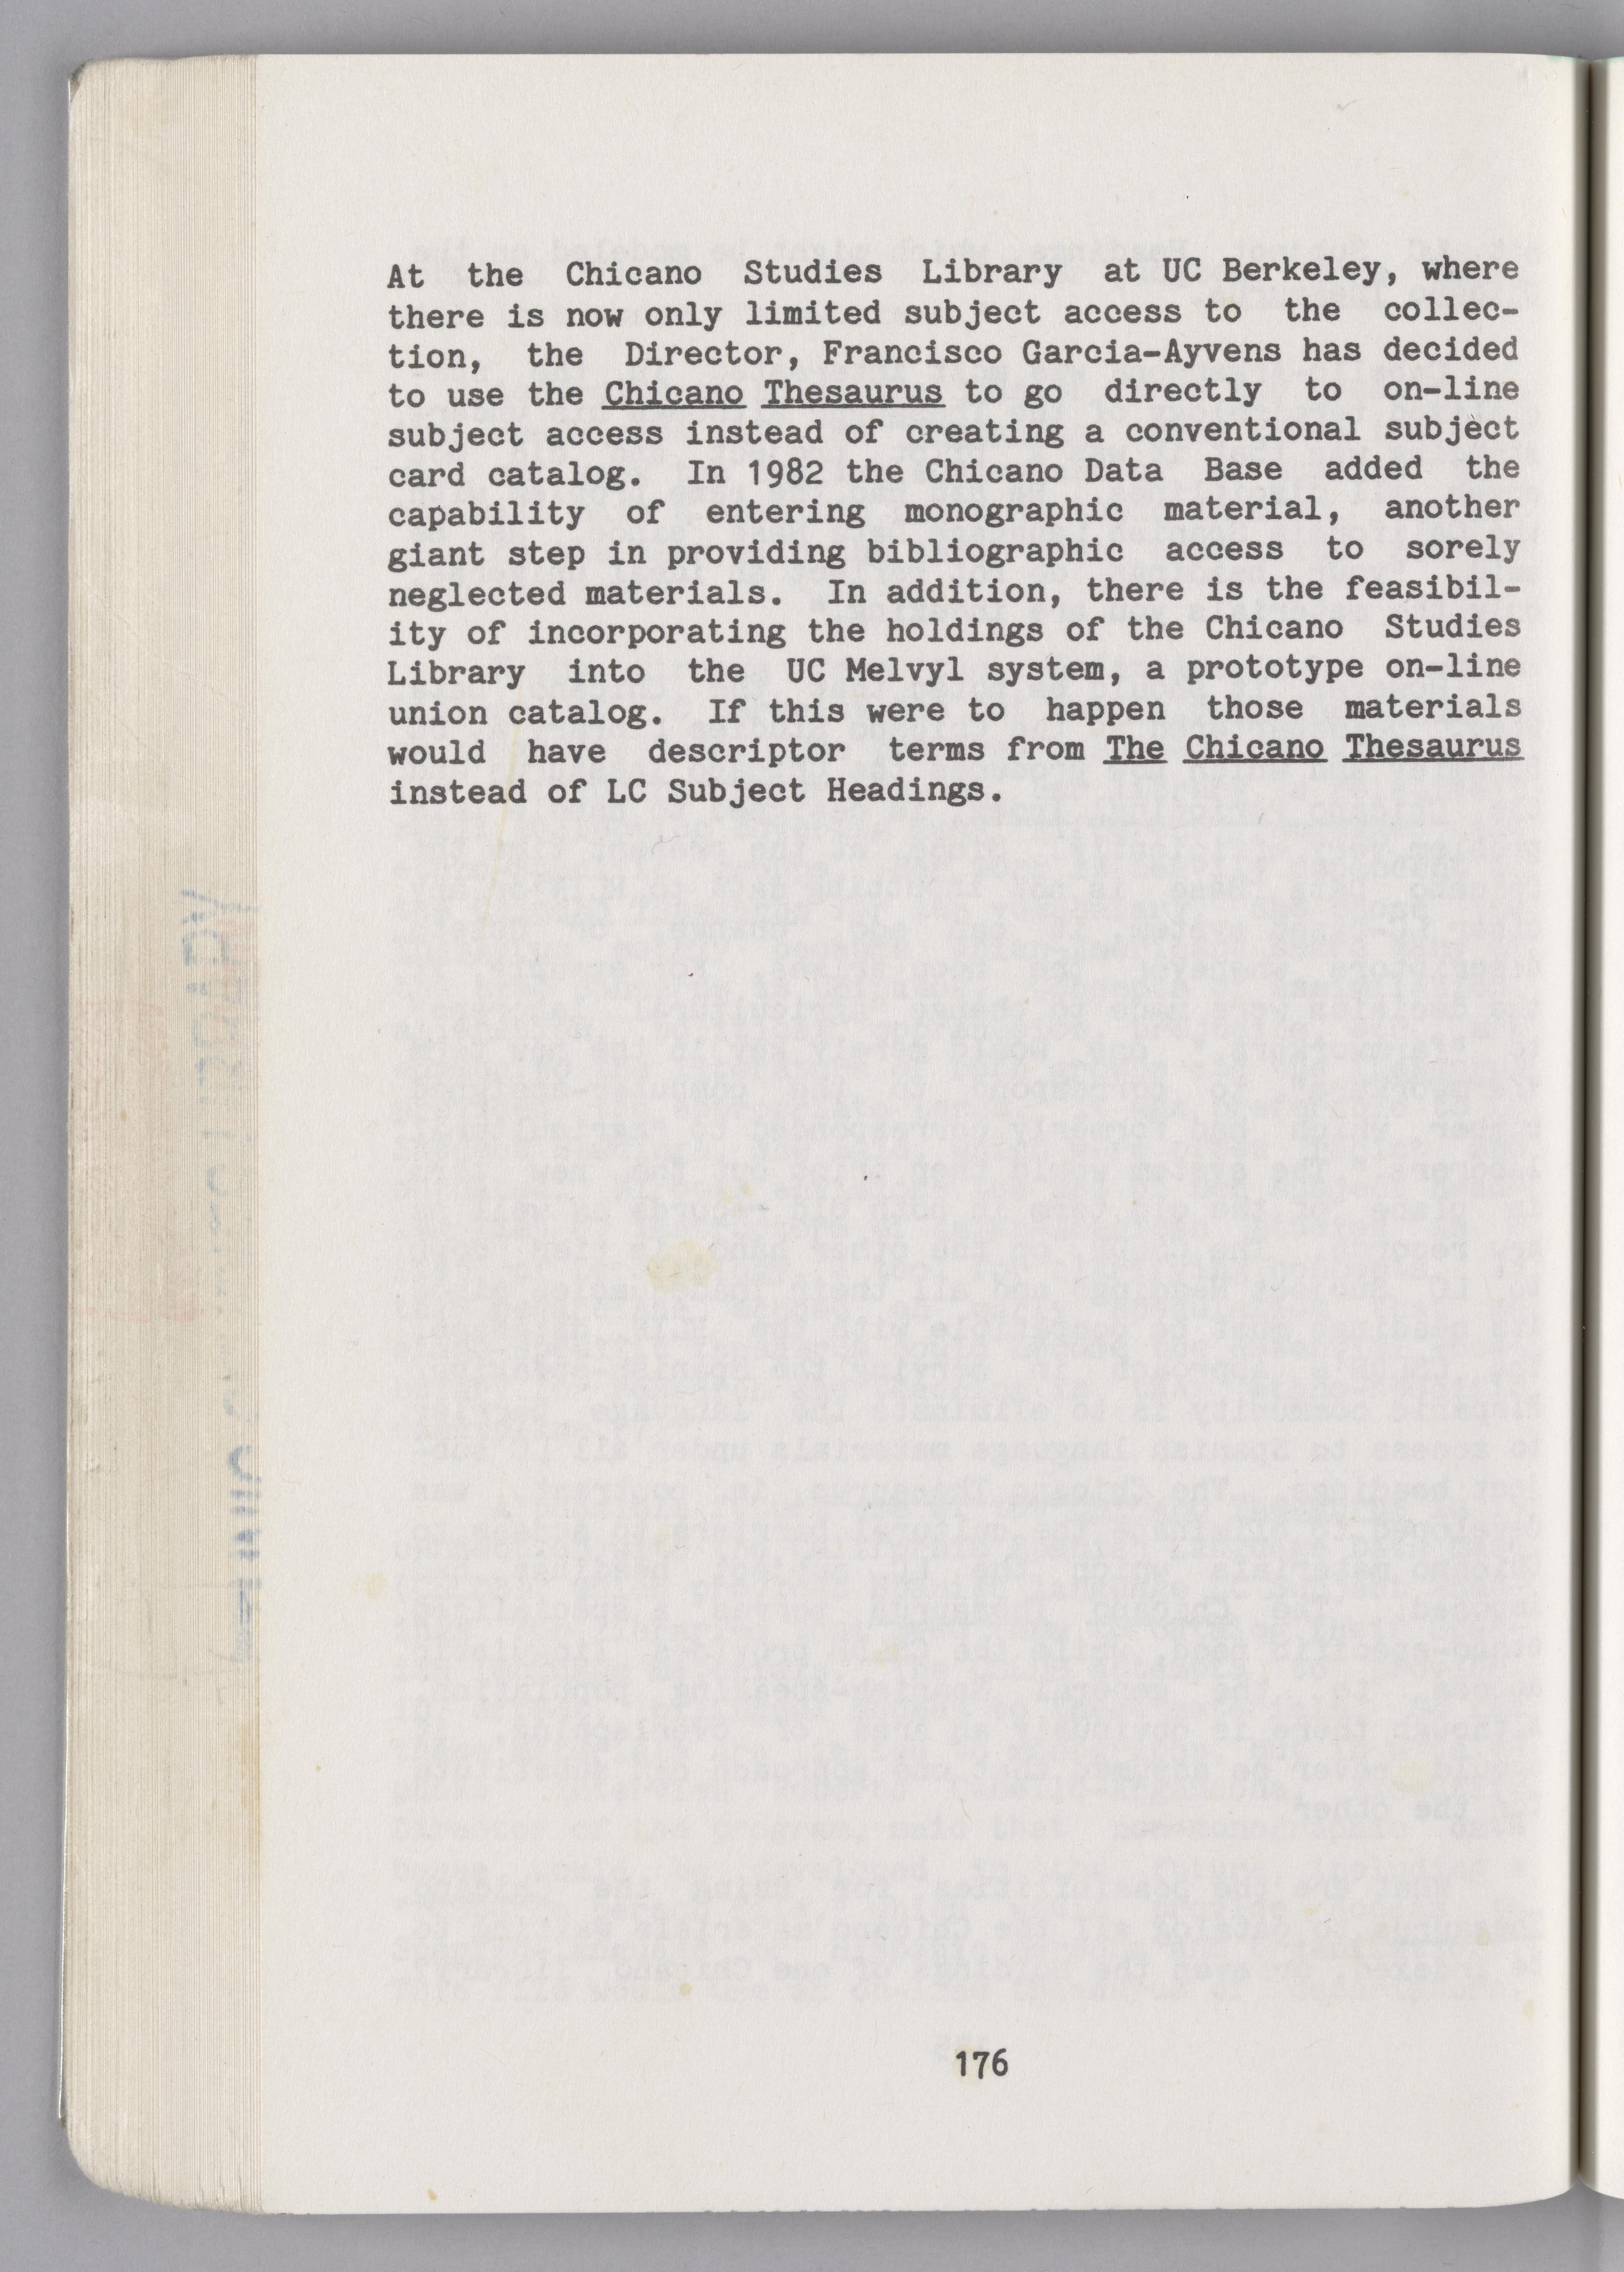 At the Chicano Studies Library at UC Berkeley, where
there is now only limited subject access to the collec-
tion, the Director, Francisco Garcia-Ayvens has decided
to use the Chicano Thesaurus to go directly to on-line
subject access instead of creating a conventional subject
card catalog. In 1982 the Chicano Data Base added the
capability of entering monographic material, another
giant step in providing bibliographic access to sorely
neglected materials. In addition, there is the feasibil-
ity of incorporating the holdings of the Chicano Studies
Library into the UC Melvyl system, a prototype on-line
union catalog. If this were to happen those materials
would have descriptor terms from The Chicano Thesaurus
instead of LC Subject Headings.
176